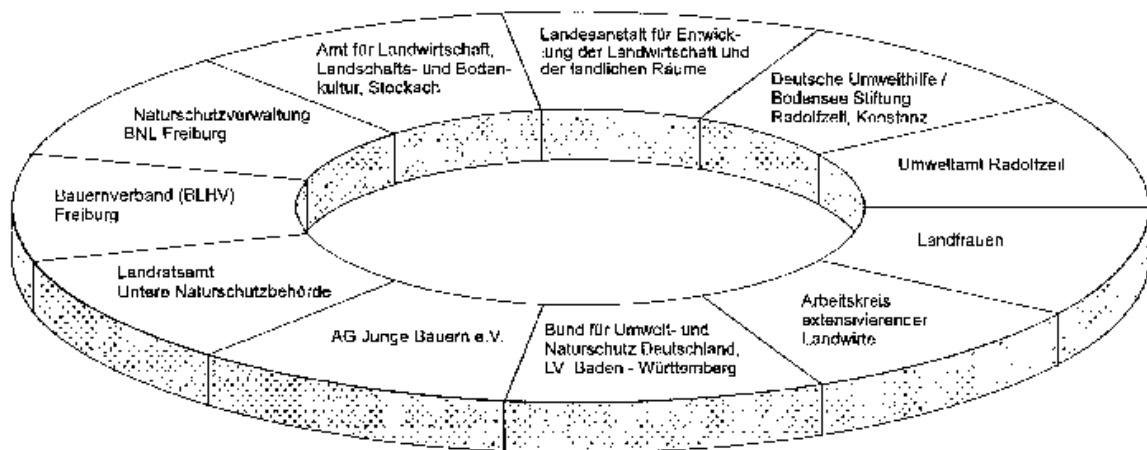 Amt für Landwirtschaft,
Landschafts- und Boden-
kultur, Stockach
Landesanstalt für Entwick-
lung der Landwirtschaft und
der ländlichen Räume
Deutsche Umwelthilfe /
Bodensee Stiftung
Radolfzell, Konstanz
Umweltamt Radolfzell
Landfrauen
Arbeitskreis
extensivierender
Landwirte
Bund für Umwelt- und
Naturschutz Deutschland,
LV Baden - Württemberg
AG Junge Bauern e.V.
Landratsamt
Untere Naturschutzbehörde
Bauernverband (BLHV)
Freiburg
Naturschutzverwaltung
BNL Freiburg